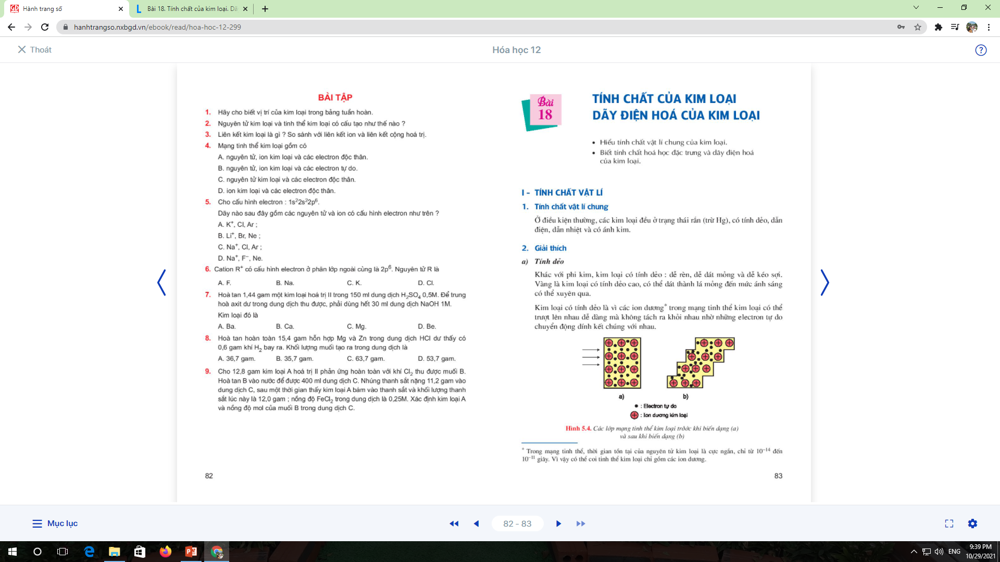 Hành trang số
Bài 18. Tính chất của kim loại. Dã
hanhtrangso.nxbgd.vn/ebook/read/hoa-hoc-12-299
Thoát
Hóa học 12
BÀI TẬP
1. Hãy cho biết vị trí của kim loại trong bảng tuần hoàn.
2. Nguyên tử kim loại và tinh thể kim loại có cấu tạo như thế nào ?
3. Liên kết kim loại là gì ? So sánh với liên kết ion và liên kết cộng hoá trị.
4. Mạng tinh thể kim loại gồm có
A. nguyên tử, ion kim loại và các electron độc thân.
B. nguyên tử, ion kim loại và các electron tự do.
C. nguyên tử kim loại và các electron độc thân.
D. ion kim loại và các electron độc thân.
5. Cho cấu hình electron : 1s²2s²2p⁶.
Dãy nào sau đây gồm các nguyên tử và ion có cấu hình electron như trên ?
A. K⁺, Cl, Ar ;
B. Li⁺, Br, Ne ;
C. Na⁺, Cl, Ar ;
D. Na⁺, F⁻, Ne.
6. Cation R⁺ có cấu hình electron ở phân lớp ngoài cùng là 2p⁶. Nguyên tử R là
A. F. B. Na. C. K. D. Cl.
7. Hoà tan 1,44 gam một kim loại hoá trị II trong 150 ml dung dịch H₂SO₄ 0,5M. Để trung
hoà axit dư trong dung dịch thu được, phải dùng hết 30 ml dung dịch NaOH 1M.
Kim loại đó là
A. Ba. B. Ca. C. Mg. D. Be.
8. Hoà tan hoàn toàn 15,4 gam hỗn hợp Mg và Zn trong dung dịch HCl dư thấy có
0,6 gam khí H₂ bay ra. Khối lượng muối tạo ra trong dung dịch là
A. 36,7 gam. B. 35,7 gam. C. 63,7 gam. D. 53,7 gam.
9. Cho 12,8 gam kim loại A hoá trị II phản ứng hoàn toàn với khí Cl₂ thu được muối B.
Hoà tan B vào nước để được 400 ml dung dịch C. Nhúng thanh sắt nặng 11,2 gam vào
dung dịch C, sau một thời gian thấy kim loại A bám vào thanh sắt và khối lượng thanh
sắt lúc này là 12,0 gam ; nồng độ FeCl₂ trong dung dịch là 0,25M. Xác định kim loại A
và nồng độ mol của muối B trong dung dịch C.
82
Bài
18
TÍNH CHẤT CỦA KIM LOẠI
DÃY ĐIỆN HOÁ CỦA KIM LOẠI
• Hiểu tính chất vật lí chung của kim loại.
• Biết tính chất hoá học đặc trưng và dãy điện hoá
của kim loại.
I - TÍNH CHẤT VẬT LÍ
1. Tính chất vật lí chung
Ở điều kiện thường, các kim loại đều ở trạng thái rắn (trừ Hg), có tính dẻo, dẫn
điện, dẫn nhiệt và có ánh kim.
2. Giải thích
a) Tính dẻo
Khác với phi kim, kim loại có tính dẻo : dễ rèn, dễ dát mỏng và dễ kéo sợi.
Vàng là kim loại có tính dẻo cao, có thể dát thành lá mỏng đến mức ánh sáng
có thể xuyên qua.
Kim loại có tính dẻo là vì các ion dương* trong mạng tinh thể kim loại có thể
trượt lên nhau dễ dàng mà không tách ra khỏi nhau nhờ những electron tự do
chuyển động dính kết chúng với nhau.
a) b)
• : Electron tự do
+ : Ion dương kim loại
Hình 5.4. Các lớp mạng tinh thể kim loại trðớc khi biến dạng (a)
và sau khi biến dạng (b)
* Trong mạng tinh thể, thời gian tồn tại của nguyên tử kim loại là cực ngắn, chỉ từ 10⁻¹⁴ đến
10⁻¹¹ giây. Vì vậy có thể coi tinh thể kim loại chỉ gồm các ion dương.
83
Mục lục
82 - 83
ENG
9:39 PM
10/29/2021